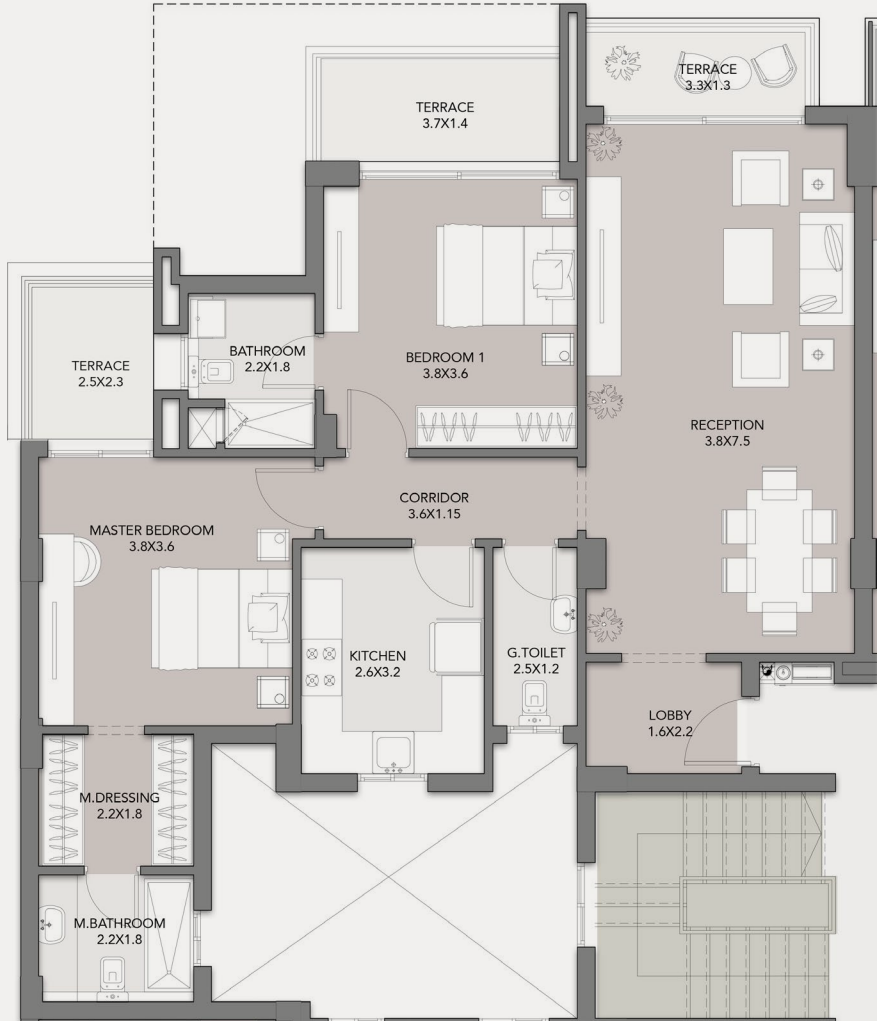 TERRACE
3.3X1.3
TERRACE
3.7X1.4
TERRACE
2.5X2.3
BATHROOM
2.2X1.8
BEDROOM 1
3.8X3.6
RECEPTION
3.8X7.5
CORRIDOR
3.6X1.15
MASTER BEDROOM
3.8X3.6
KITCHEN
2.6X3.2
G.TOILET
2.5X1.2
LOBBY
1.6X2.2
M.DRESSING
2.2X1.8
M.BATHROOM
2.2X1.8